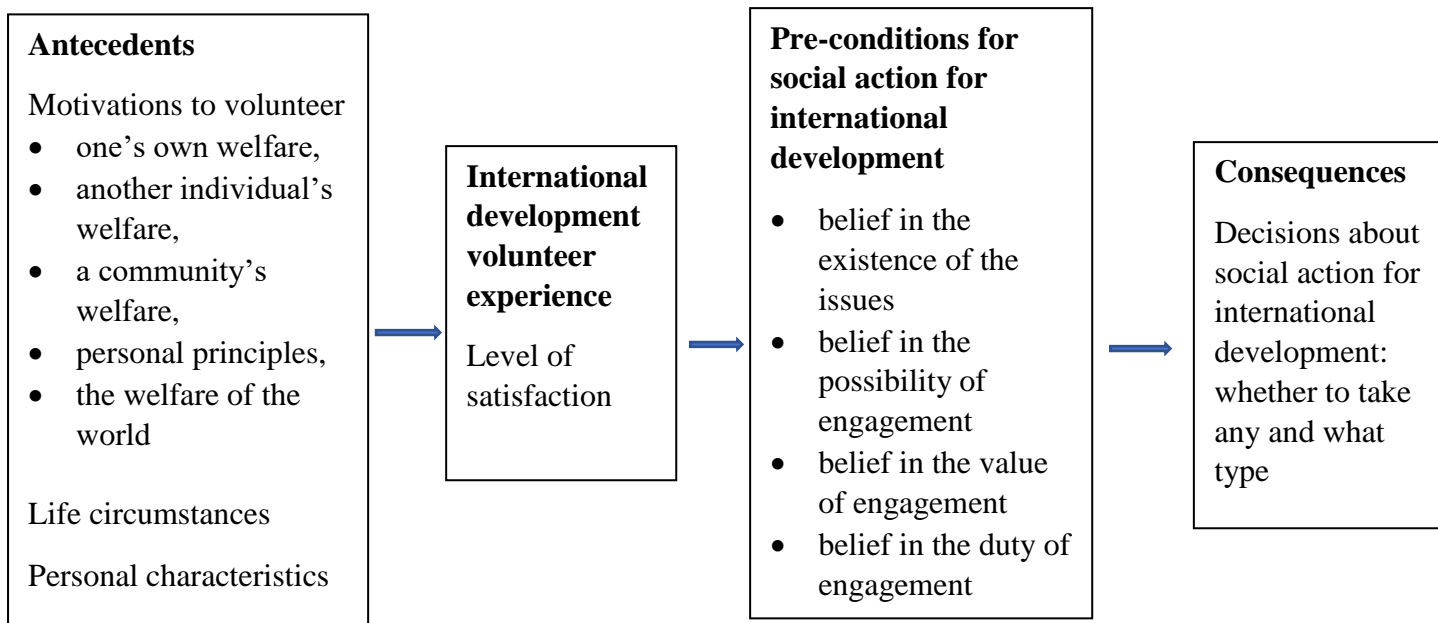 Antecedents
Motivations to volunteer
• one’s own welfare,
• another individual’s
welfare,
• a community’s
welfare,
• personal principles,
• the welfare of the
world
Life circumstances
Personal characteristics
International
development
volunteer
experience
Level of
satisfaction
Pre-conditions for
social action for
international
development
• belief in the
existence of the
issues
• belief in the
possibility of
engagement
• belief in the value
of engagement
• belief in the duty of
engagement
Consequences
Decisions about
social action for
international
development:
whether to take
any and what
type